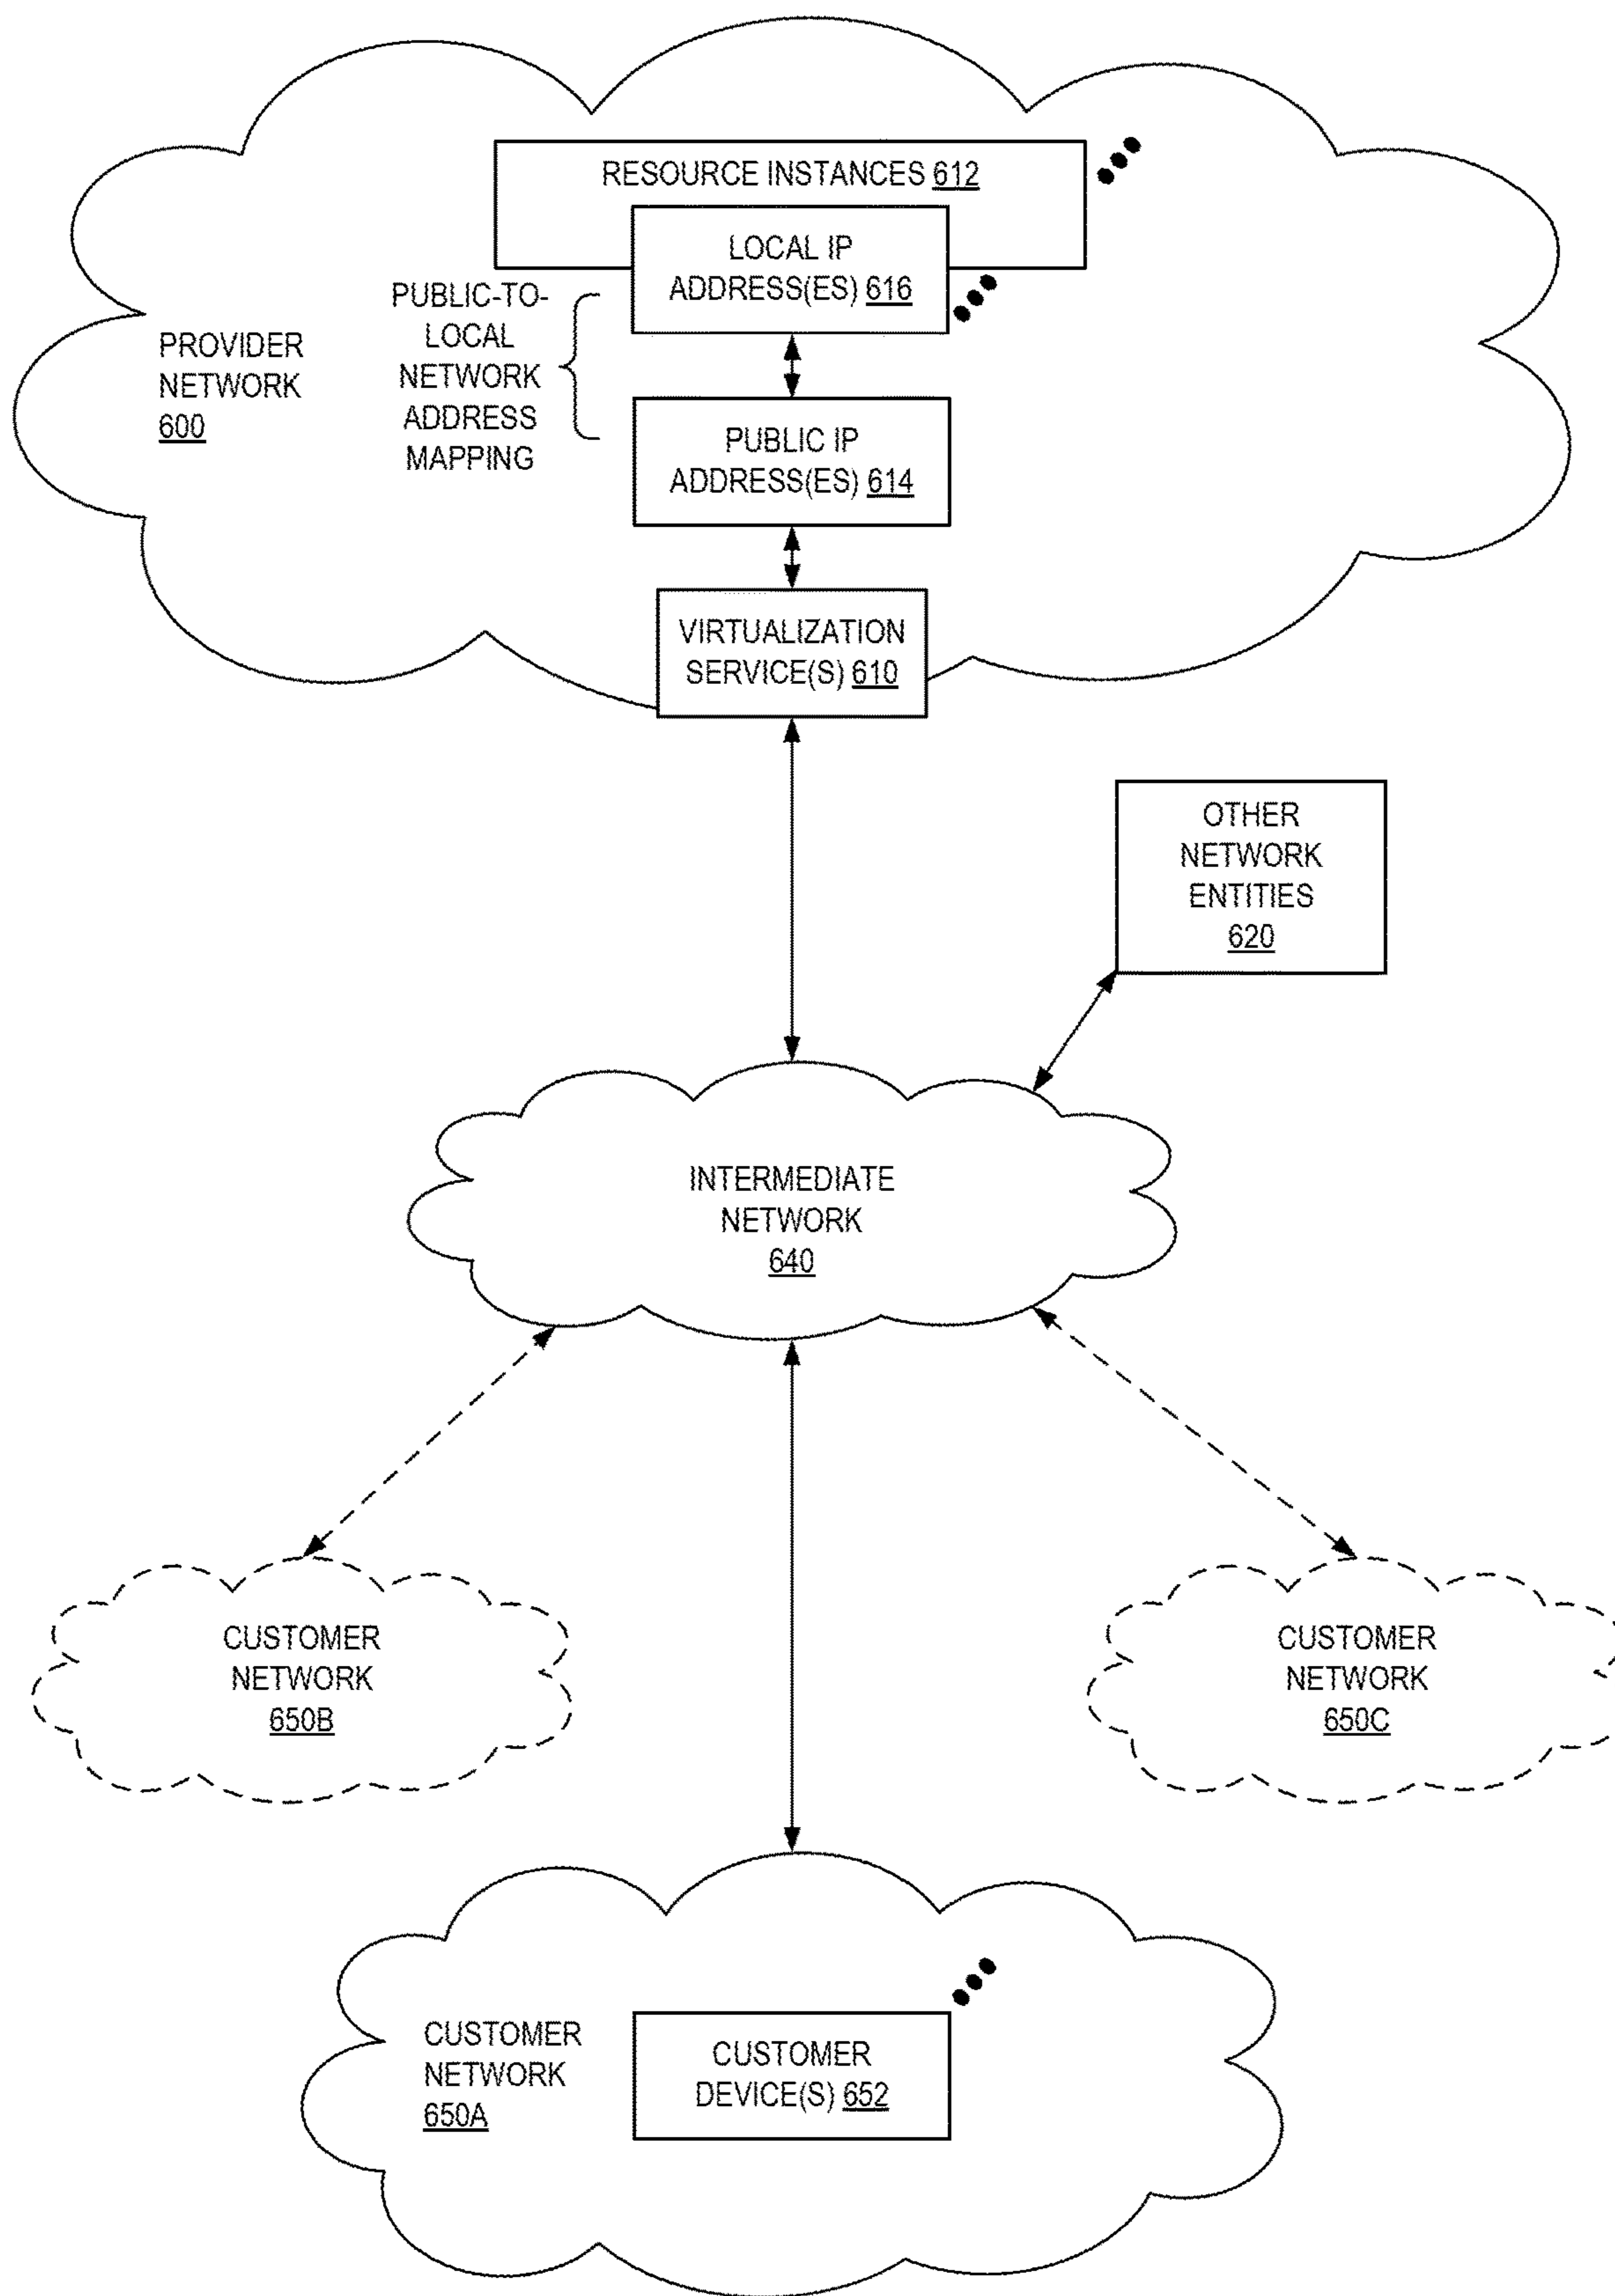 RESOURCE INSTANCES 612
LOCAL IP
ADDRESS(ES) 616
PUBLIC-TO-
LOCAL
NETWORK
ADDRESS
MAPPING
PROVIDER
NETWORK
600
PUBLIC IP
ADDRESS(ES) 614
VIRTUALIZATION
SERVICE(S) 610
OTHER
NETWORK
ENTITIES
620
INTERMEDIATE
NETWORK
640
CUSTOMER
NETWORK
650B
CUSTOMER
NETWORK
650C
CUSTOMER
NETWORK
650A
CUSTOMER
DEVICE(S) 652